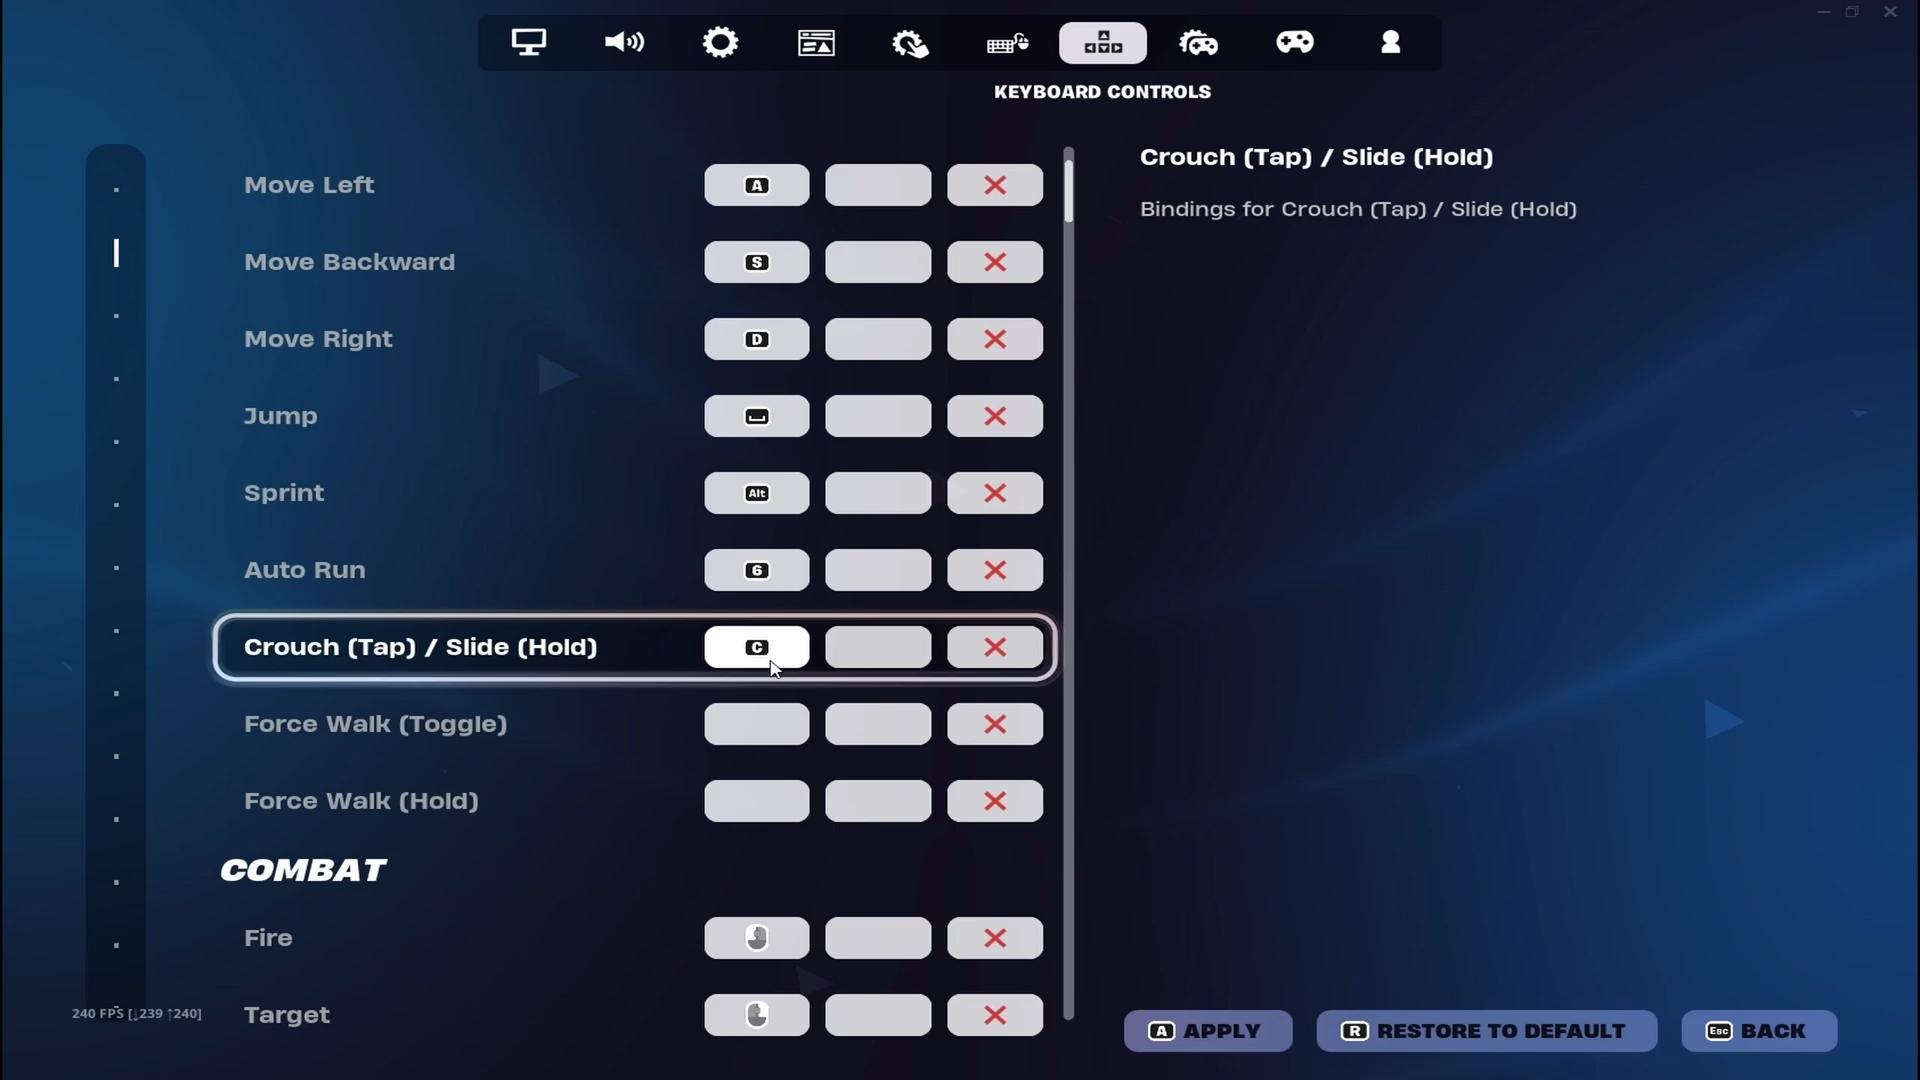 KEYBOARD CONTROLS
Move Left A
Move Backward S
Move Right D
Jump
Sprint Alt
Auto Run 6
Crouch (Tap) / Slide (Hold) C
Force Walk (Toggle)
Force Walk (Hold)
COMBAT
Fire
Target
Crouch (Tap) / Slide (Hold)
Bindings for Crouch (Tap) / Slide (Hold)
240 FPS [↓239 ↑240]
A APPLY
R RESTORE TO DEFAULT
Esc BACK